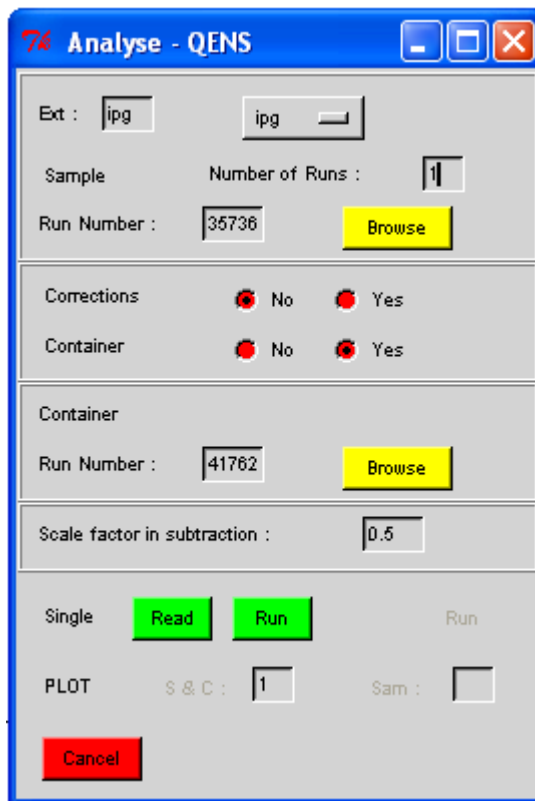 Analyse - QENS
Ext : ipg ipg
Sample Number of Runs : 1
Run Number : 35736 Browse
Corrections No Yes
Container No Yes
Container
Run Number : 41762 Browse
Scale factor in subtraction : 0.5
Single Read Run Run
PLOT S & C : 1 Sam :
Cancel